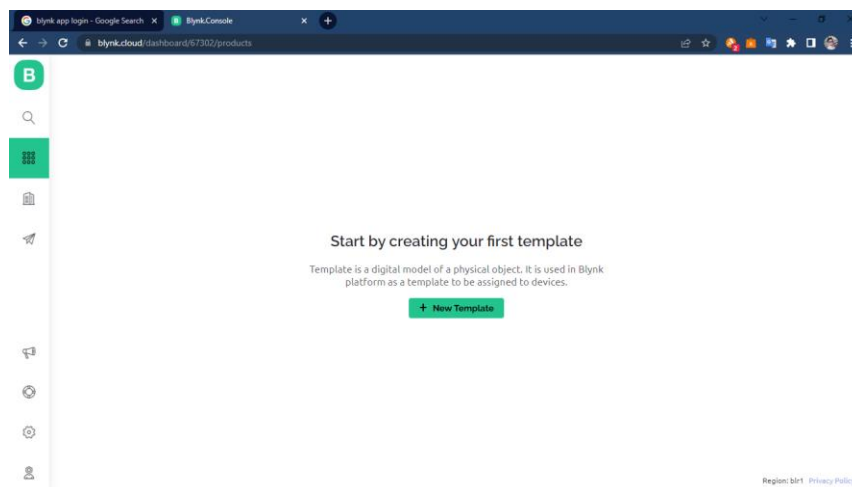 blynk app login - Google Search
Blynk.Console
blynk.cloud/dashboard/67302/products
B
Start by creating your first template
Template is a digital model of a physical object. It is used in Blynk
platform as a template to be assigned to devices.
+ New Template
Region: blr1 Privacy Policy